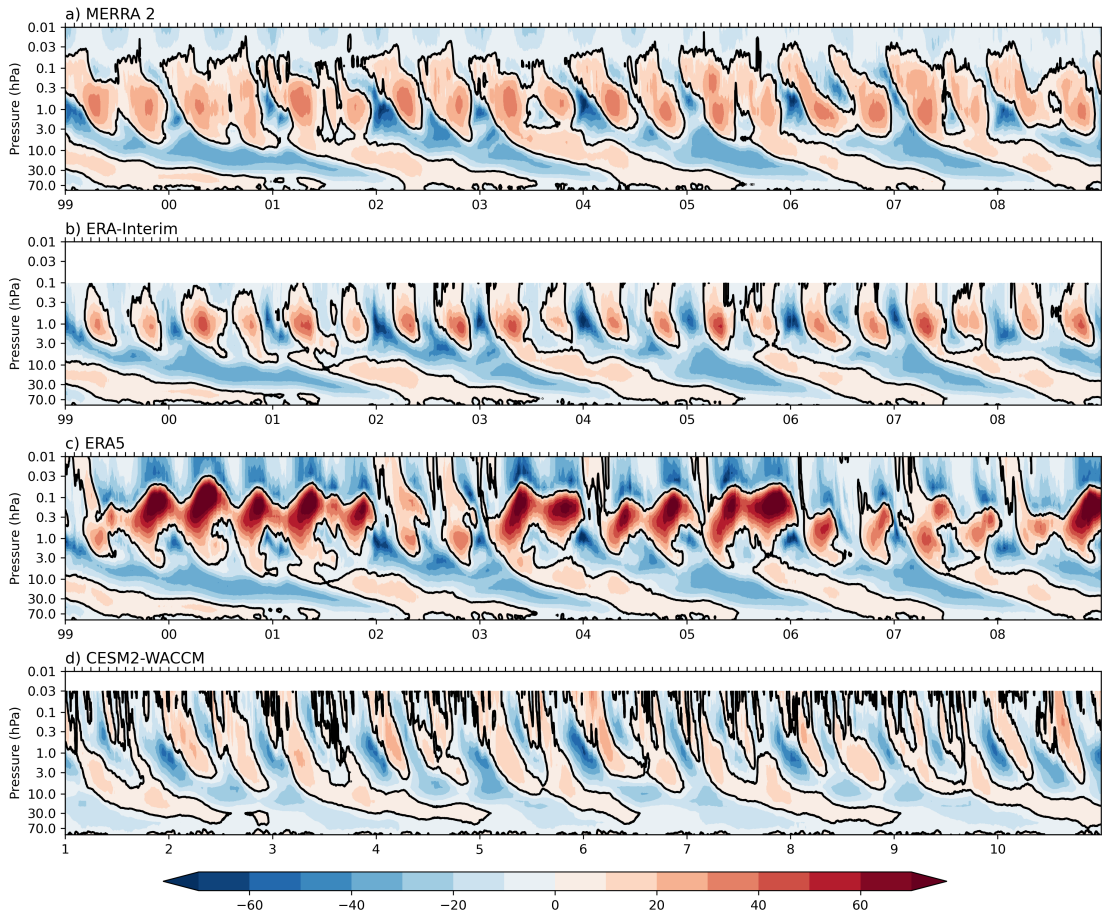 a) MERRA 2
Pressure (hPa)
0.01
0.03
0.1
0.3
1.0
3.0
10.0
30.0
70.0
99 00 01 02 03 04 05 06 07 08
b) ERA-Interim
Pressure (hPa)
0.01
0.03
0.1
0.3
1.0
3.0
10.0
30.0
70.0
99 00 01 02 03 04 05 06 07 08
c) ERA5
Pressure (hPa)
0.01
0.03
0.1
0.3
1.0
3.0
10.0
30.0
70.0
99 00 01 02 03 04 05 06 07 08
d) CESM2-WACCM
Pressure (hPa)
0.01
0.03
0.1
0.3
1.0
3.0
10.0
30.0
70.0
1 2 3 4 5 6 7 8 9 10
−60 −40 −20 0 20 40 60